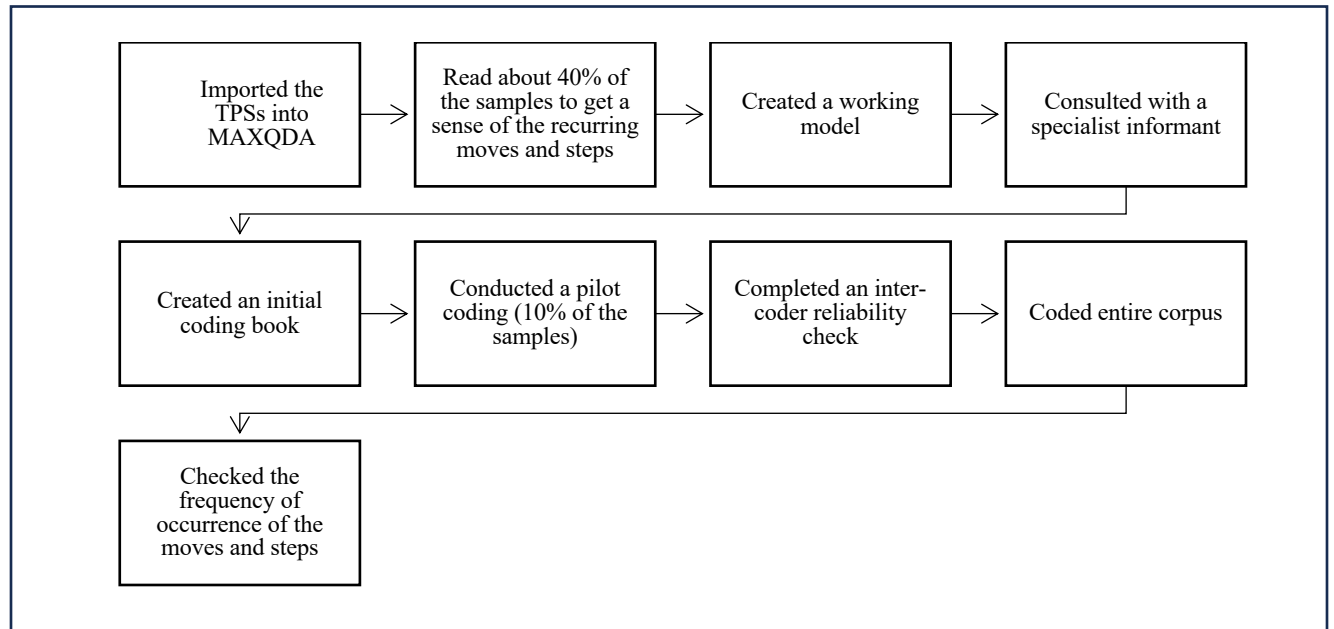 Imported the
TPSs into
MAXQDA
Read about 40% of
the samples to get a
sense of the recurring
moves and steps
Created a working
model
Consulted with a
specialist informant
Created an initial
coding book
Conducted a pilot
coding (10% of the
samples)
Completed an inter-
coder reliability
check
Coded entire corpus
Checked the
frequency of
occurrence of the
moves and steps